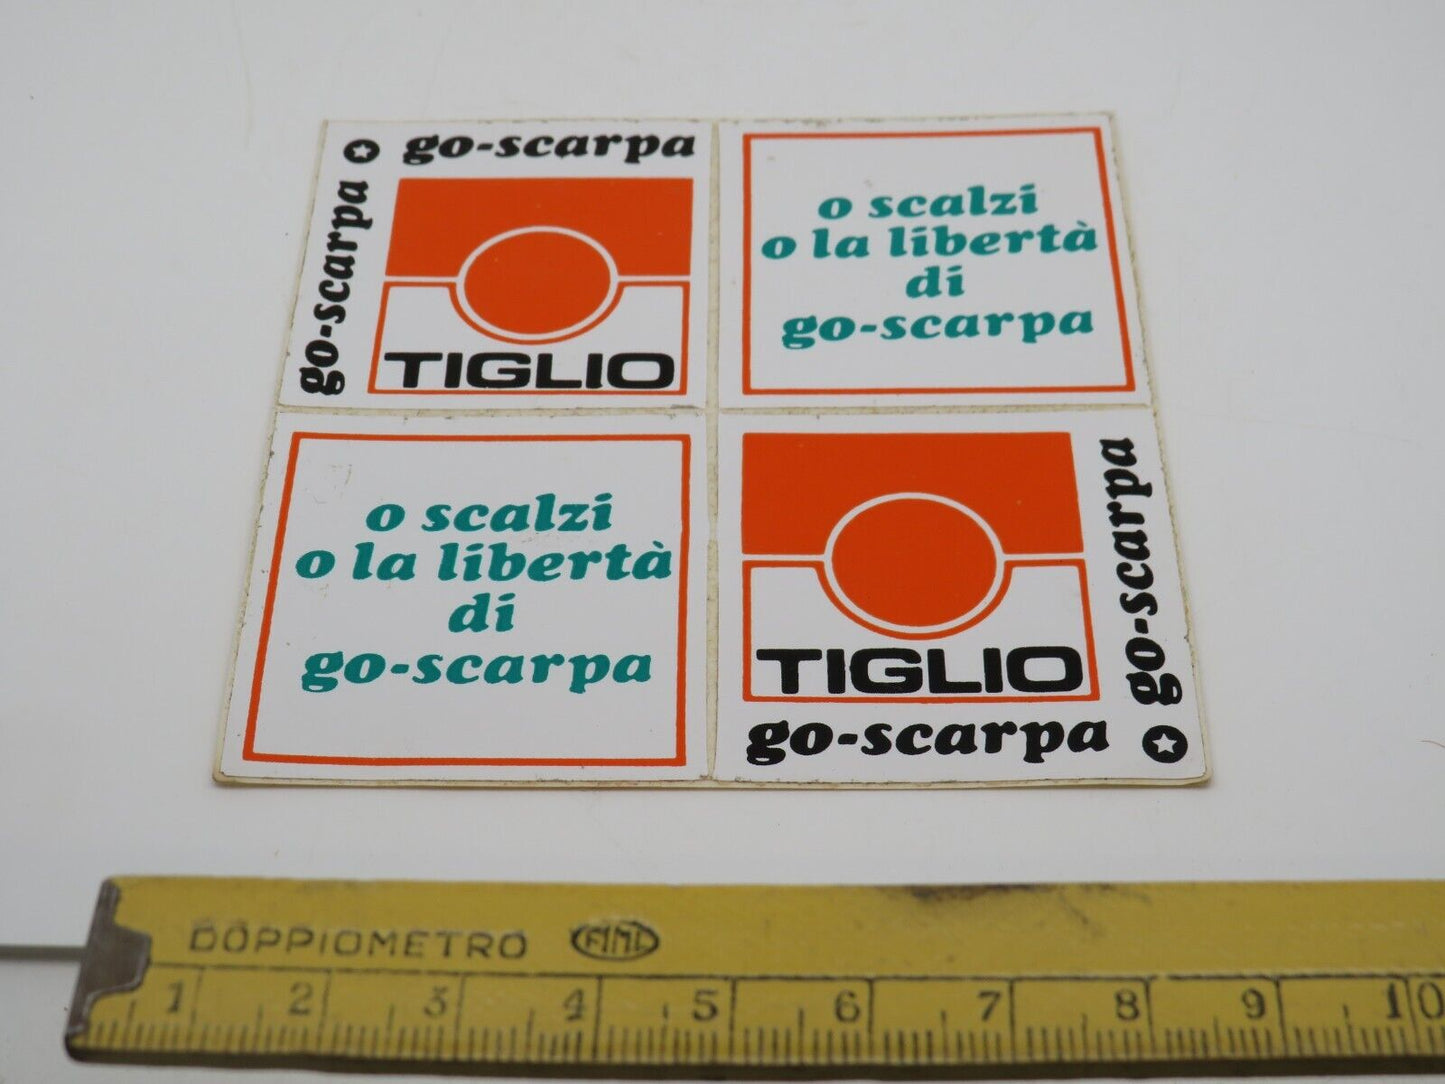 go-scarpa
go-scarpa
TIGLIO
o scalzi
o la libertà
di
go-scarpa
o scalzi
o la libertà
di
go-scarpa
TIGLIO
go-scarpa
go-scarpa
DOPPIOMETRO FIML
1 2 3 4 5 6 7 8 9 10